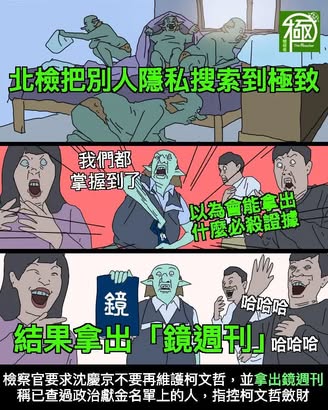 極
北檢把別人隱私搜索到極致
我們都
掌握到了
以為會能拿出
什麼必殺證據
鏡
哈哈哈
結果拿出「鏡週刊」
哈哈哈
檢察官要求沈慶京不要再維護柯文哲，並拿出鏡週刊
稱已查過政治獻金名單上的人，指控柯文哲斂財